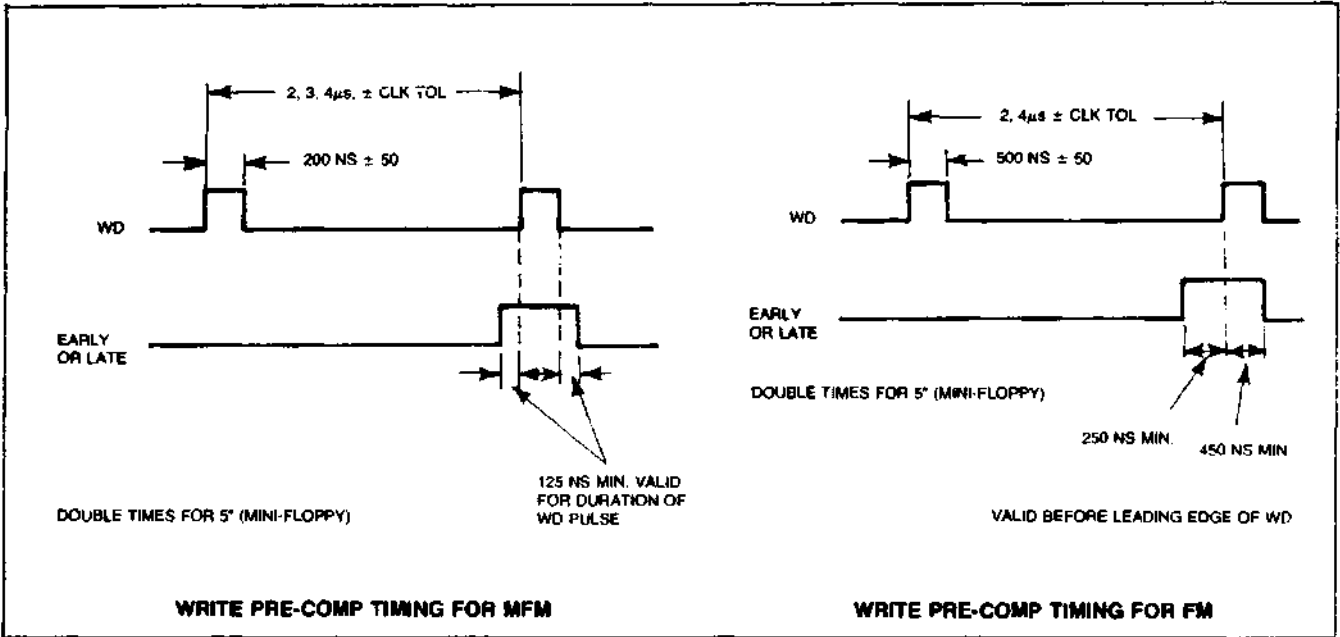 2, 3, 4µs, ± CLK TOL
200 NS ± 50
WD
EARLY
OR LATE
125 NS MIN. VALID
FOR DURATION OF
WD PULSE
DOUBLE TIMES FOR 5" (MINI-FLOPPY)
WRITE PRE-COMP TIMING FOR MFM
2, 4µs ± CLK TOL
500 NS ± 50
WD
EARLY
OR LATE
DOUBLE TIMES FOR 5" (MINI-FLOPPY)
250 NS MIN.
450 NS MIN
VALID BEFORE LEADING EDGE OF WD
WRITE PRE-COMP TIMING FOR FM